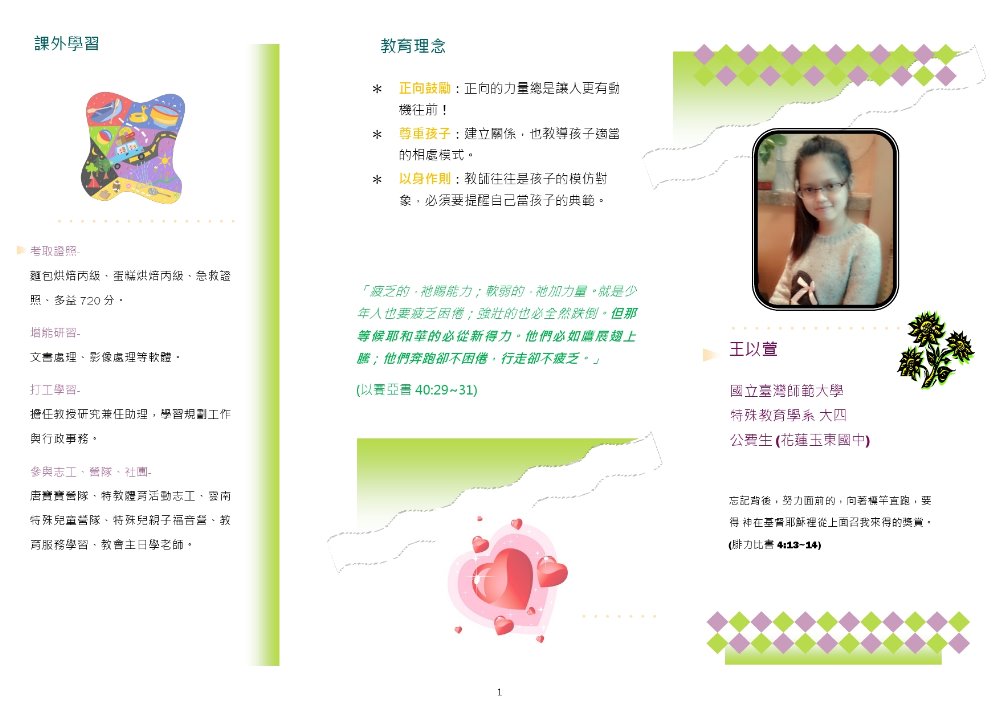 課外學習
考取證照-
麵包烘焙丙級、蛋糕烘焙丙級、急救證
照、多益 720 分。
增能研習-
文書處理、影像處理等軟體。
打工學習-
擔任教授研究兼任助理，學習規劃工作
與行政事務。
參與志工、營隊、社團-
唐寶寶營隊、特教體育活動志工、雲南
特殊兒童營隊、特殊兒親子福音營、教
育服務學習、教會主日學老師。
教育理念
＊ 正向鼓勵：正向的力量總是讓人更有動
機往前！
＊ 尊重孩子：建立關係，也教導孩子適當
的相處模式。
＊ 以身作則：教師往往是孩子的模仿對
象，必須要提醒自己當孩子的典範。
「疲乏的，祂賜能力；軟弱的，祂加力量。就是少
年人也要疲乏困倦；強壯的也必全然跌倒。但那
等候耶和華的必從新得力。他們必如鷹展翅上
騰；他們奔跑卻不困倦，行走卻不疲乏。」
(以賽亞書 40:29~31)
王以萱
國立臺灣師範大學
特殊教育學系 大四
公費生 (花蓮玉東國中)
忘記背後，努力面前的，向著標竿直跑，要
得 神在基督耶穌裡從上面召我來得的獎賞。
(腓力比書 4:13~14)
1